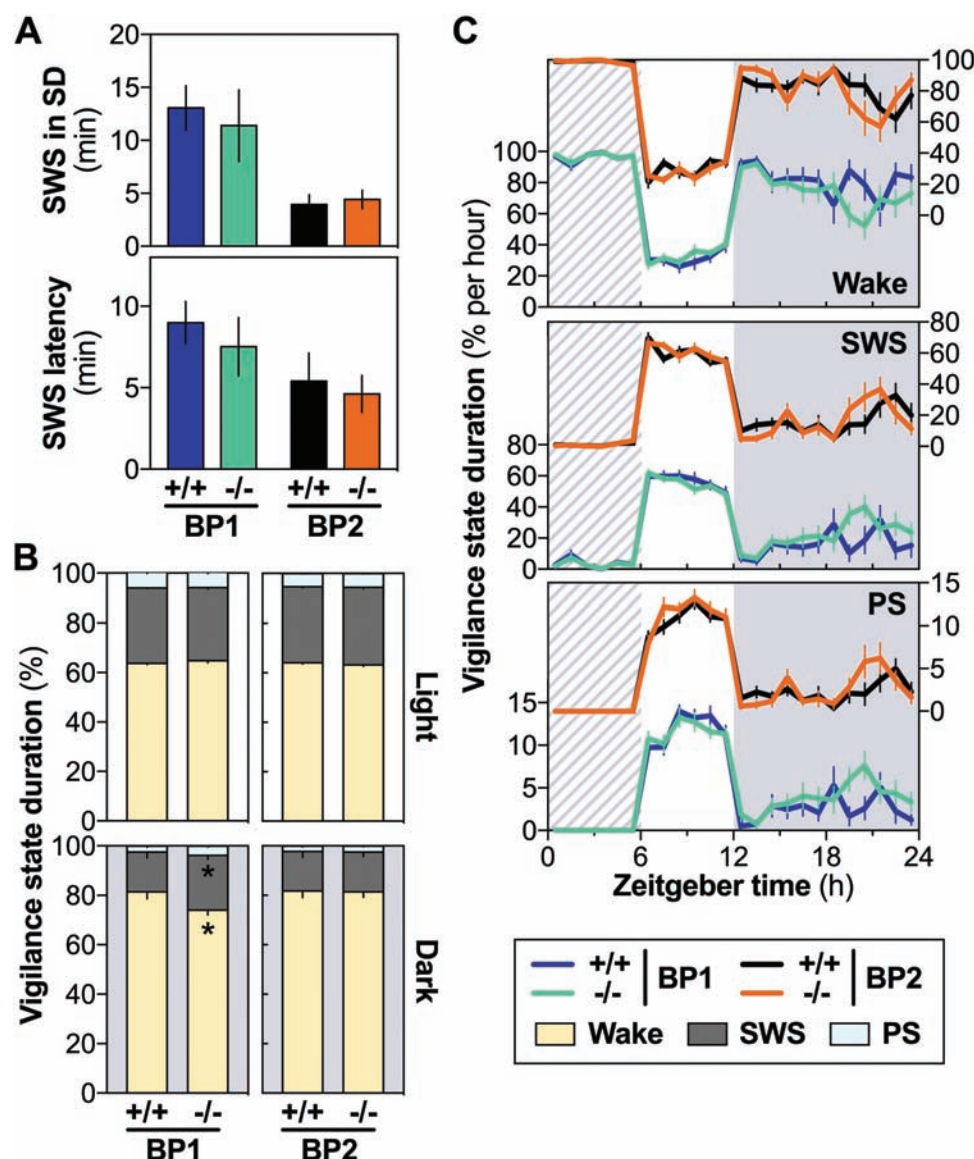 A
SWS in SD
(min)
20
15
10
5
0
SWS latency
(min)
10
5
0
+/+ -/- +/+ -/-
BP1 BP2
B
Vigilance state duration (%)
100
80
60
40
20
0
Light
100
80
60
40
20
0
Dark
+/+ -/- +/+ -/-
BP1 BP2
* 
*
C
Vigilance state duration (% per hour)
100
80
60
40
20
0
100
80
60
40
20
0
Wake
80
60
40
20
0
80
60
40
20
0
SWS
15
10
5
0
15
10
5
0
PS
0 6 12 18 24
Zeitgeber time (h)
+/+ BP1 +/+ BP2
-/- -/-
Wake SWS PS